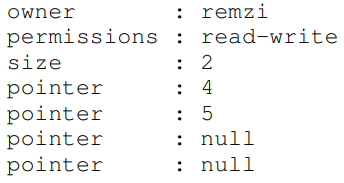 owner       : remzi
permissions : read-write
size        : 2
pointer     : 4
pointer     : 5
pointer     : null
pointer     : null